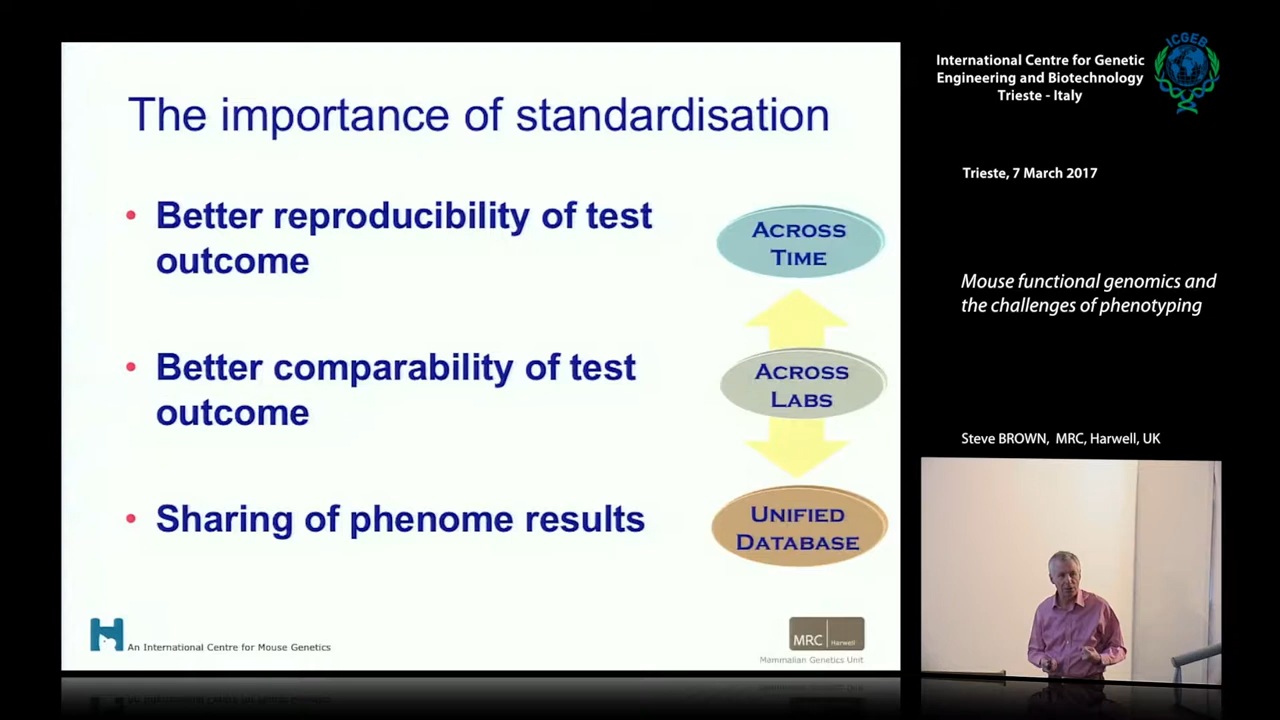 The importance of standardisation
• Better reproducibility of test
outcome
ACROSS
TIME
• Better comparability of test
outcome
ACROSS
LABS
• Sharing of phenome results
UNIFIED
DATABASE
An International Centre for Mouse Genetics
MRC Harwell
Mammalian Genetics Unit
International Centre for Genetic
Engineering and Biotechnology
Trieste - Italy
ICGEB
Trieste, 7 March 2017
Mouse functional genomics and
the challenges of phenotyping
Steve BROWN, MRC, Harwell, UK